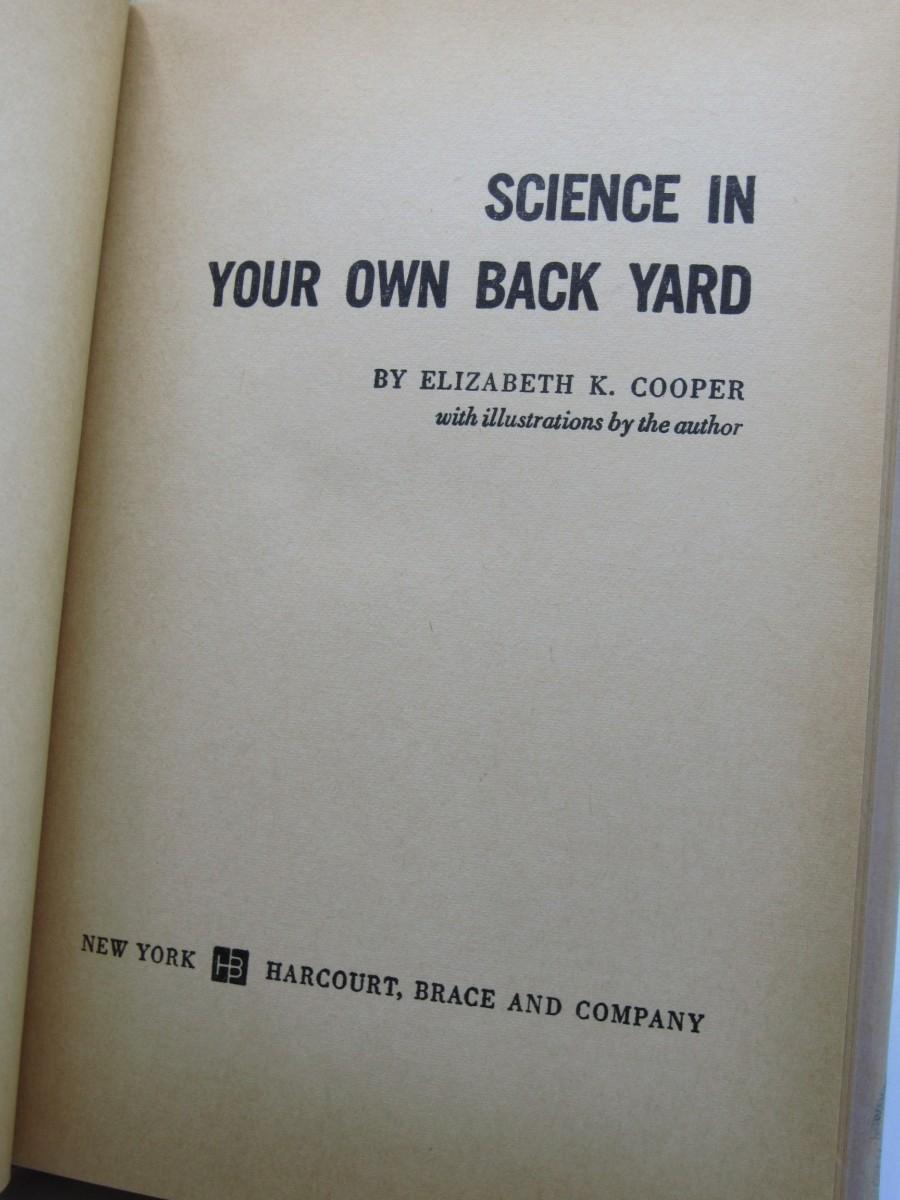 SCIENCE IN
YOUR OWN BACK YARD
BY ELIZABETH K. COOPER
with illustrations by the author
NEW YORK HB HARCOURT, BRACE AND COMPANY